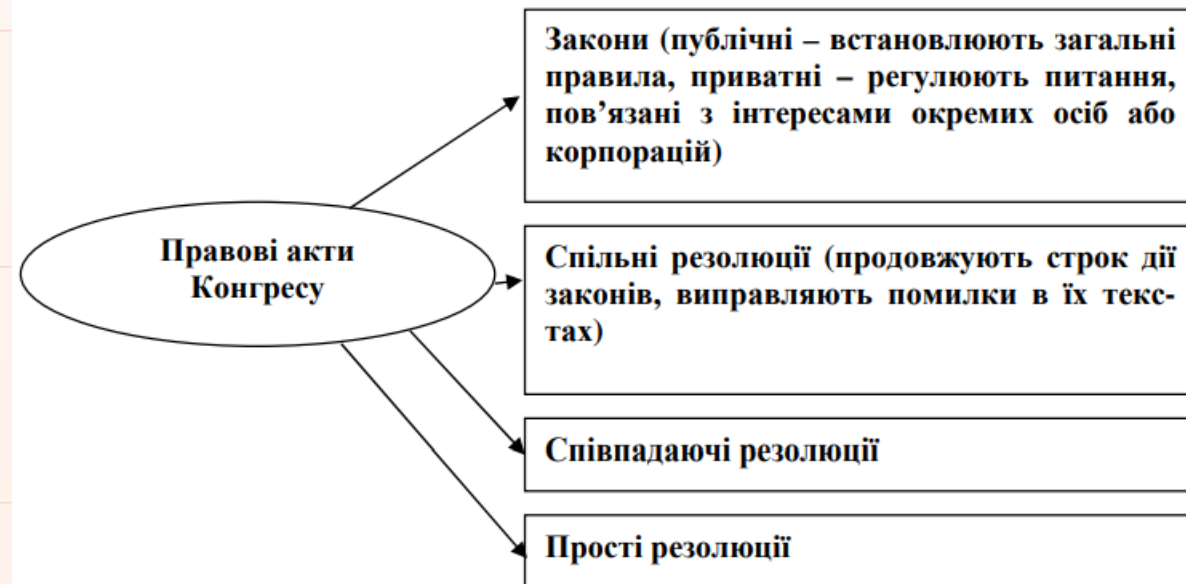 Закони (публічні – встановлюють загальні
правила, приватні – регулюють питання,
пов’язані з інтересами окремих осіб або
корпорацій)
Правові акти
Конгресу
Спільні резолюції (продовжують строк дії
законів, виправляють помилки в їх текс-
тах)
Співпадаючі резолюції
Прості резолюції